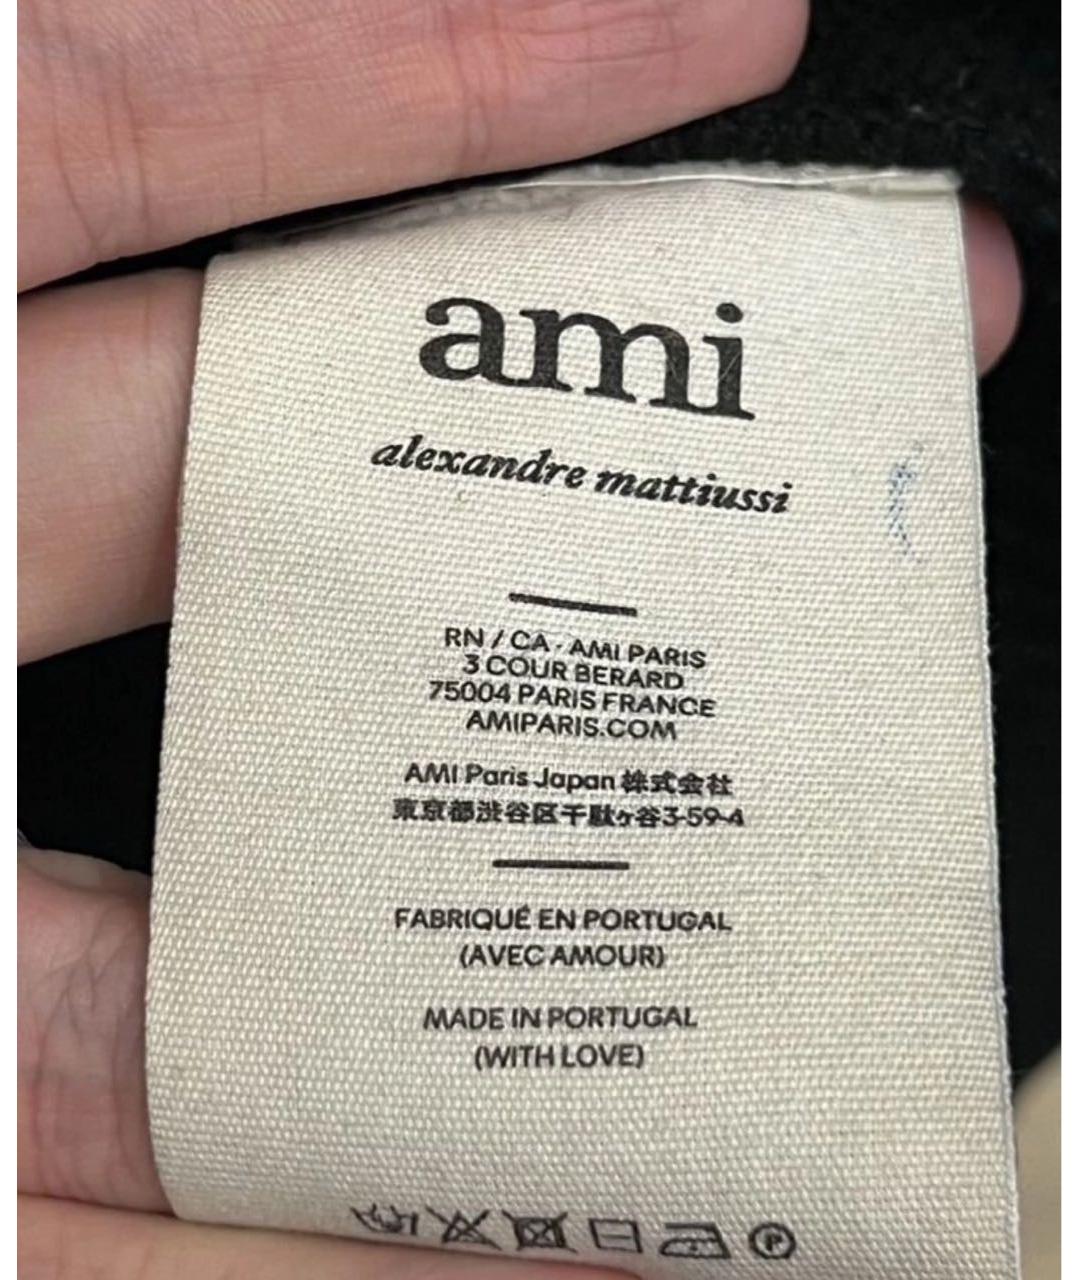 ami
alexandre mattiussi
RN / CA - AMI PARIS
3 COUR BERARD
75004 PARIS FRANCE
AMIPARIS.COM
AMI Paris Japan 株式会社
東京都渋谷区千駄ヶ谷3-59-4
FABRIQUÉ EN PORTUGAL
(AVEC AMOUR)
MADE IN PORTUGAL
(WITH LOVE)
P